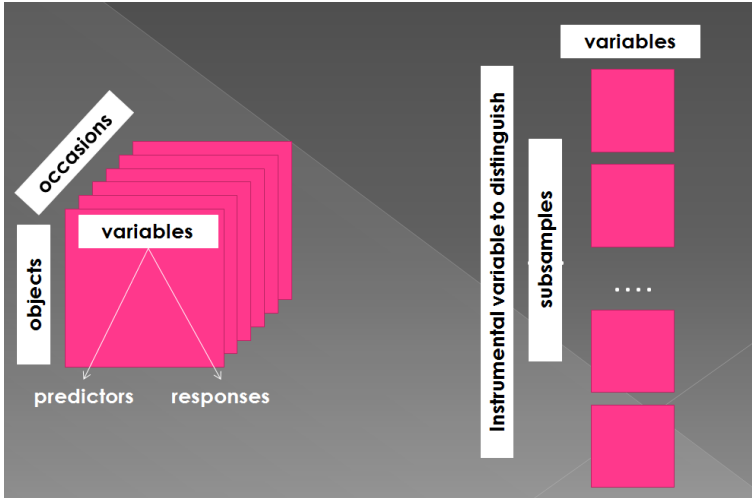 occasions
objects
variables
predictors
responses
Instrumental variable to distinguish
subsamples
variables
....